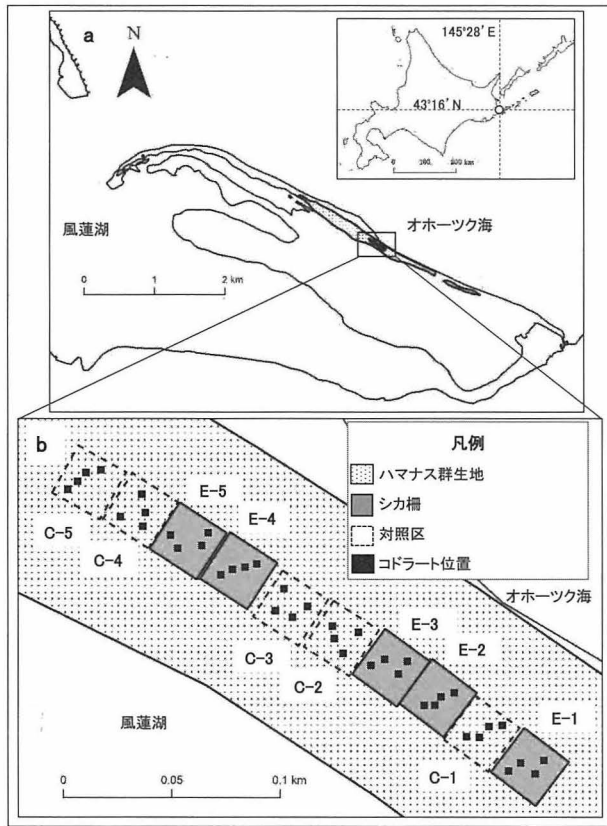 a
N
145°28'E
43°16'N
0 200 400 km
風蓮湖
オホーツク海
0 1 2 km
b
凡例
ハマナス群生地
シカ柵
対照区
コドラート位置
E-5
E-4
C-5
C-4
オホーツク海
E-3
E-2
C-3
C-2
E-1
風蓮湖
C-1
0 0.05 0.1 km